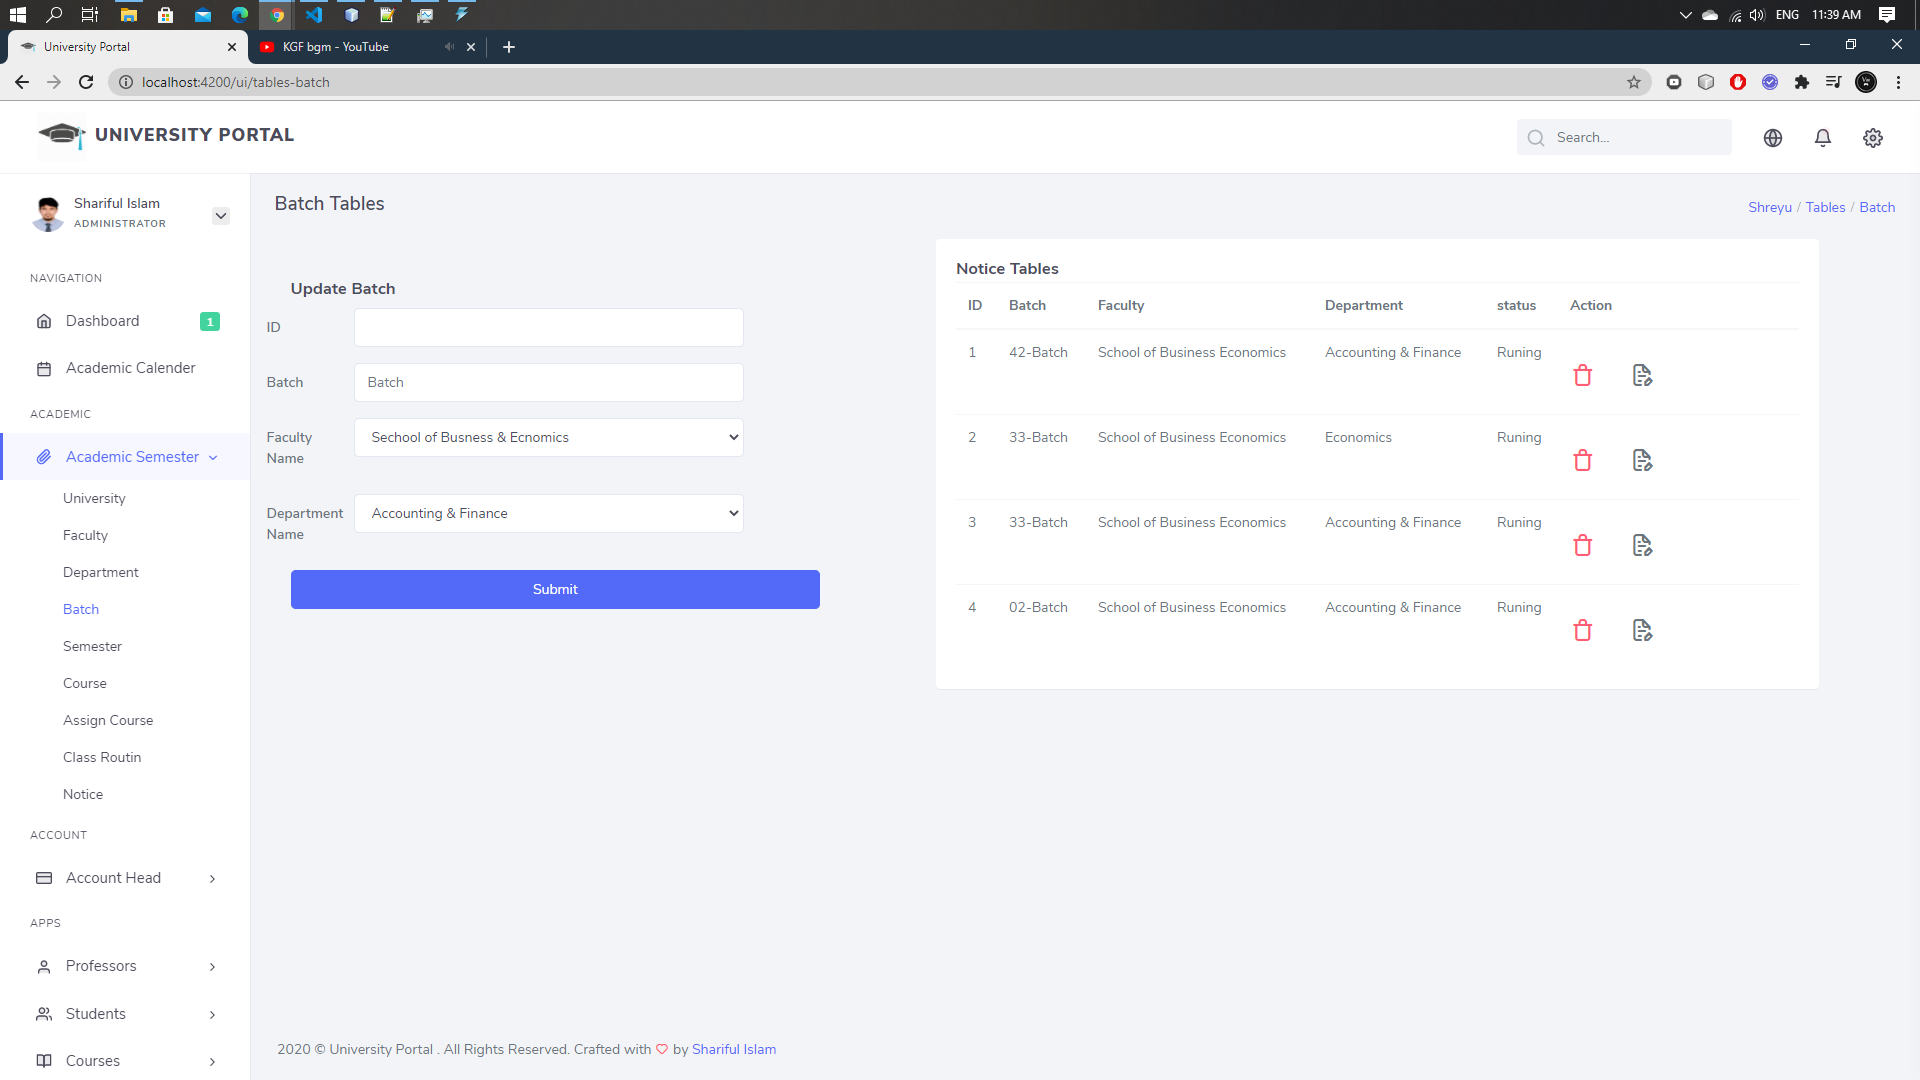 ENG 11:39 AM
University Portal
KGF bgm - YouTube
localhost:4200/ui/tables-batch
UNIVERSITY PORTAL
Search...
Shariful Islam
ADMINISTRATOR
NAVIGATION
Dashboard 1
Academic Calender
ACADEMIC
Academic Semester
University
Faculty
Department
Batch
Semester
Course
Assign Course
Class Routin
Notice
ACCOUNT
Account Head
APPS
Professors
Students
Courses
Batch Tables
Shreyu / Tables / Batch
Update Batch
ID
Batch Batch
Faculty Name Sechool of Busness & Ecnomics
Department Name Accounting & Finance
Submit
Notice Tables
ID Batch Faculty Department status Action
1 42-Batch School of Business Economics Accounting & Finance Runing
2 33-Batch School of Business Economics Economics Runing
3 33-Batch School of Business Economics Accounting & Finance Runing
4 02-Batch School of Business Economics Accounting & Finance Runing
2020 © University Portal . All Rights Reserved. Crafted with ♡ by Shariful Islam